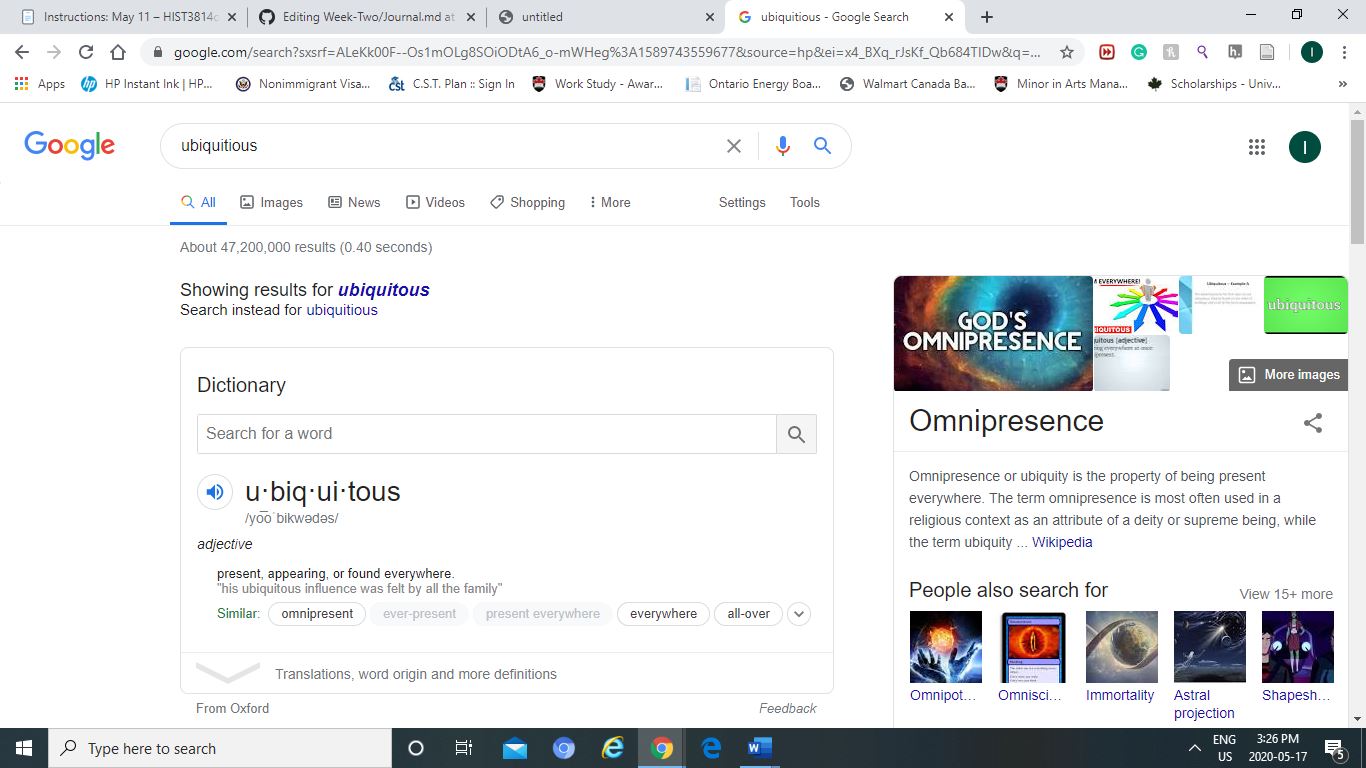 Instructions: May 11 – HIST3814o
Editing Week-Two/Journal.md at
untitled
ubiquitious - Google Search
google.com/search?sxsrf=ALeKk00F--Os1mOLg8SOiODtA6_o-mWHeg%3A1589743559677&source=hp&ei=x4_BXq_rJsKf_Qb684TIDw&q=...
Apps
HP Instant Ink | HP...
Nonimmigrant Visa...
C.S.T. Plan :: Sign In
Work Study - Awar...
Ontario Energy Boa...
Walmart Canada Ba...
Minor in Arts Mana...
Scholarships - Univ...
Google
ubiquitious
I
All
Images
News
Videos
Shopping
More
Settings
Tools
About 47,200,000 results (0.40 seconds)
Showing results for ubiquitous
Search instead for ubiquitious
Dictionary
Search for a word
u·biq·ui·tous
/yo͞oˈbikwədəs/
adjective
present, appearing, or found everywhere.
"his ubiquitous influence was felt by all the family"
Similar: omnipresent ever-present present everywhere everywhere all-over
Translations, word origin and more definitions
From Oxford
Feedback
GOD'S
OMNIPRESENCE
M EVERYWHERE!
BIQUITOUS
ubiquitous
quitous [adjective]
More images
Omnipresence
Omnipresence or ubiquity is the property of being present
everywhere. The term omnipresence is most often used in a
religious context as an attribute of a deity or supreme being, while
the term ubiquity ... Wikipedia
People also search for
View 15+ more
Omnipot...
Omnisci...
Immortality
Astral
projection
Shapesh...
Type here to search
ENG
US
3:26 PM
2020-05-17
5